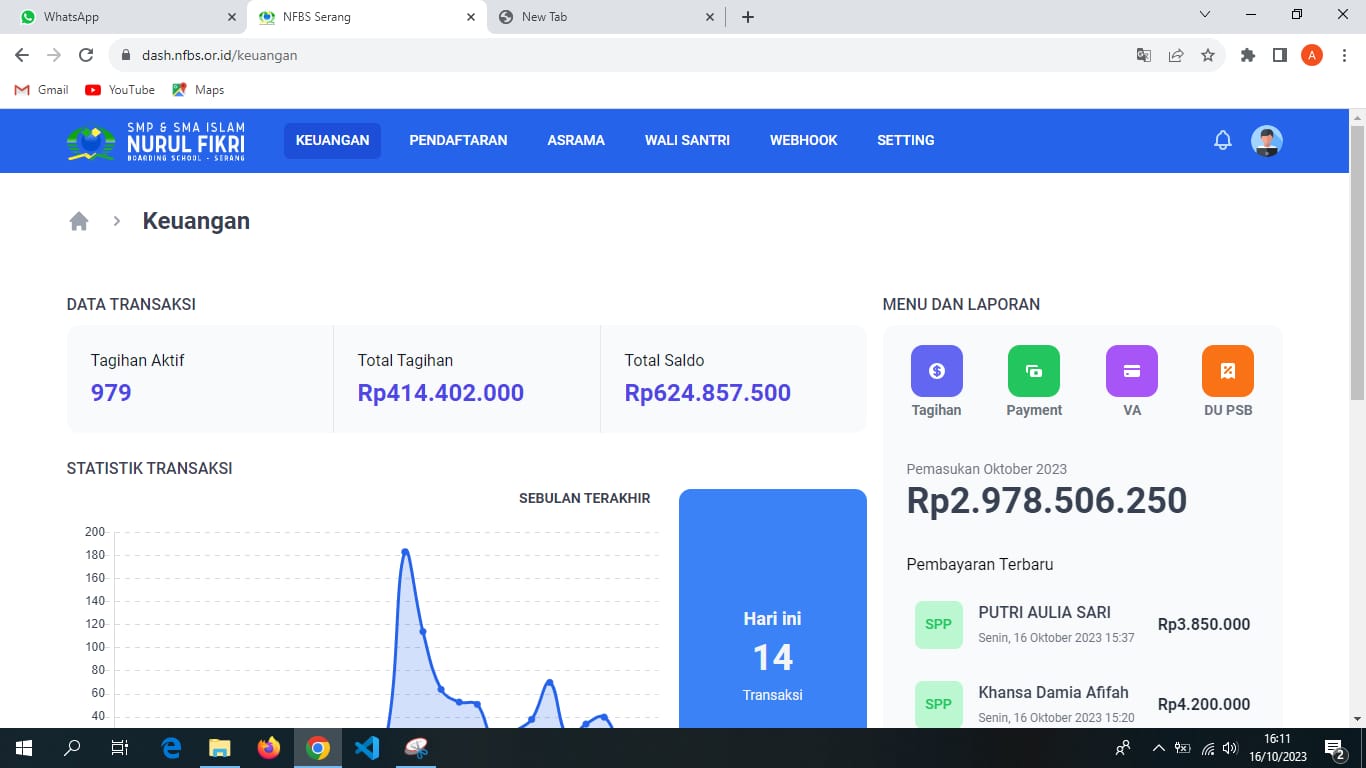 WhatsApp
NFBS Serang
New Tab
dash.nfbs.or.id/keuangan
A
Gmail
YouTube
Maps
SMP & SMA ISLAM
NURUL FIKRI
BOARDING SCHOOL - SERANG
KEUANGAN
PENDAFTARAN
ASRAMA
WALI SANTRI
WEBHOOK
SETTING
Keuangan
DATA TRANSAKSI
Tagihan Aktif
979
Total Tagihan
Rp414.402.000
Total Saldo
Rp624.857.500
STATISTIK TRANSAKSI
SEBULAN TERAKHIR
200
180
160
140
120
100
80
60
40
Hari ini
14
Transaksi
MENU DAN LAPORAN
Tagihan
Payment
VA
DU PSB
Pemasukan Oktober 2023
Rp2.978.506.250
Pembayaran Terbaru
SPP
PUTRI AULIA SARI
Senin, 16 Oktober 2023 15:37
Rp3.850.000
SPP
Khansa Damia Afifah
Senin, 16 Oktober 2023 15:20
Rp4.200.000
16:11
16/10/2023
2